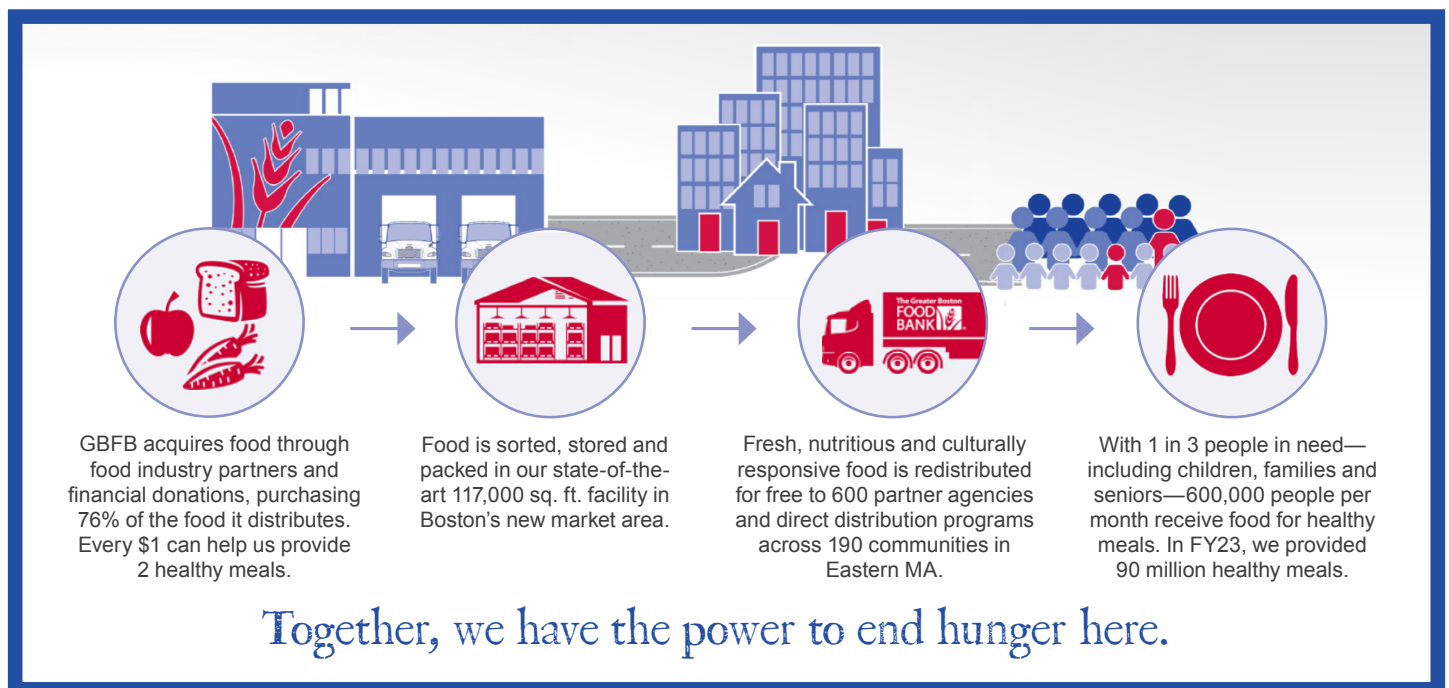 The Greater Boston
FOOD
BANK
GBFB acquires food through
food industry partners and
financial donations, purchasing
76% of the food it distributes.
Every $1 can help us provide
2 healthy meals.
Food is sorted, stored and
packed in our state-of-the-
art 117,000 sq. ft. facility in
Boston’s new market area.
Fresh, nutritious and culturally
responsive food is redistributed
for free to 600 partner agencies
and direct distribution programs
across 190 communities in
Eastern MA.
With 1 in 3 people in need—
including children, families and
seniors—600,000 people per
month receive food for healthy
meals. In FY23, we provided
90 million healthy meals.
Together, we have the power to end hunger here.